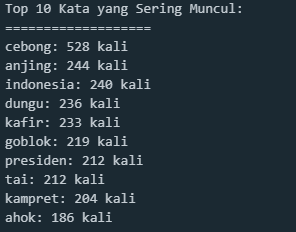 Top 10 Kata yang Sering Muncul:
===================
cebong: 528 kali
anjing: 244 kali
indonesia: 240 kali
dungu: 236 kali
kafir: 233 kali
goblok: 219 kali
presiden: 212 kali
tai: 212 kali
kampret: 204 kali
ahok: 186 kali